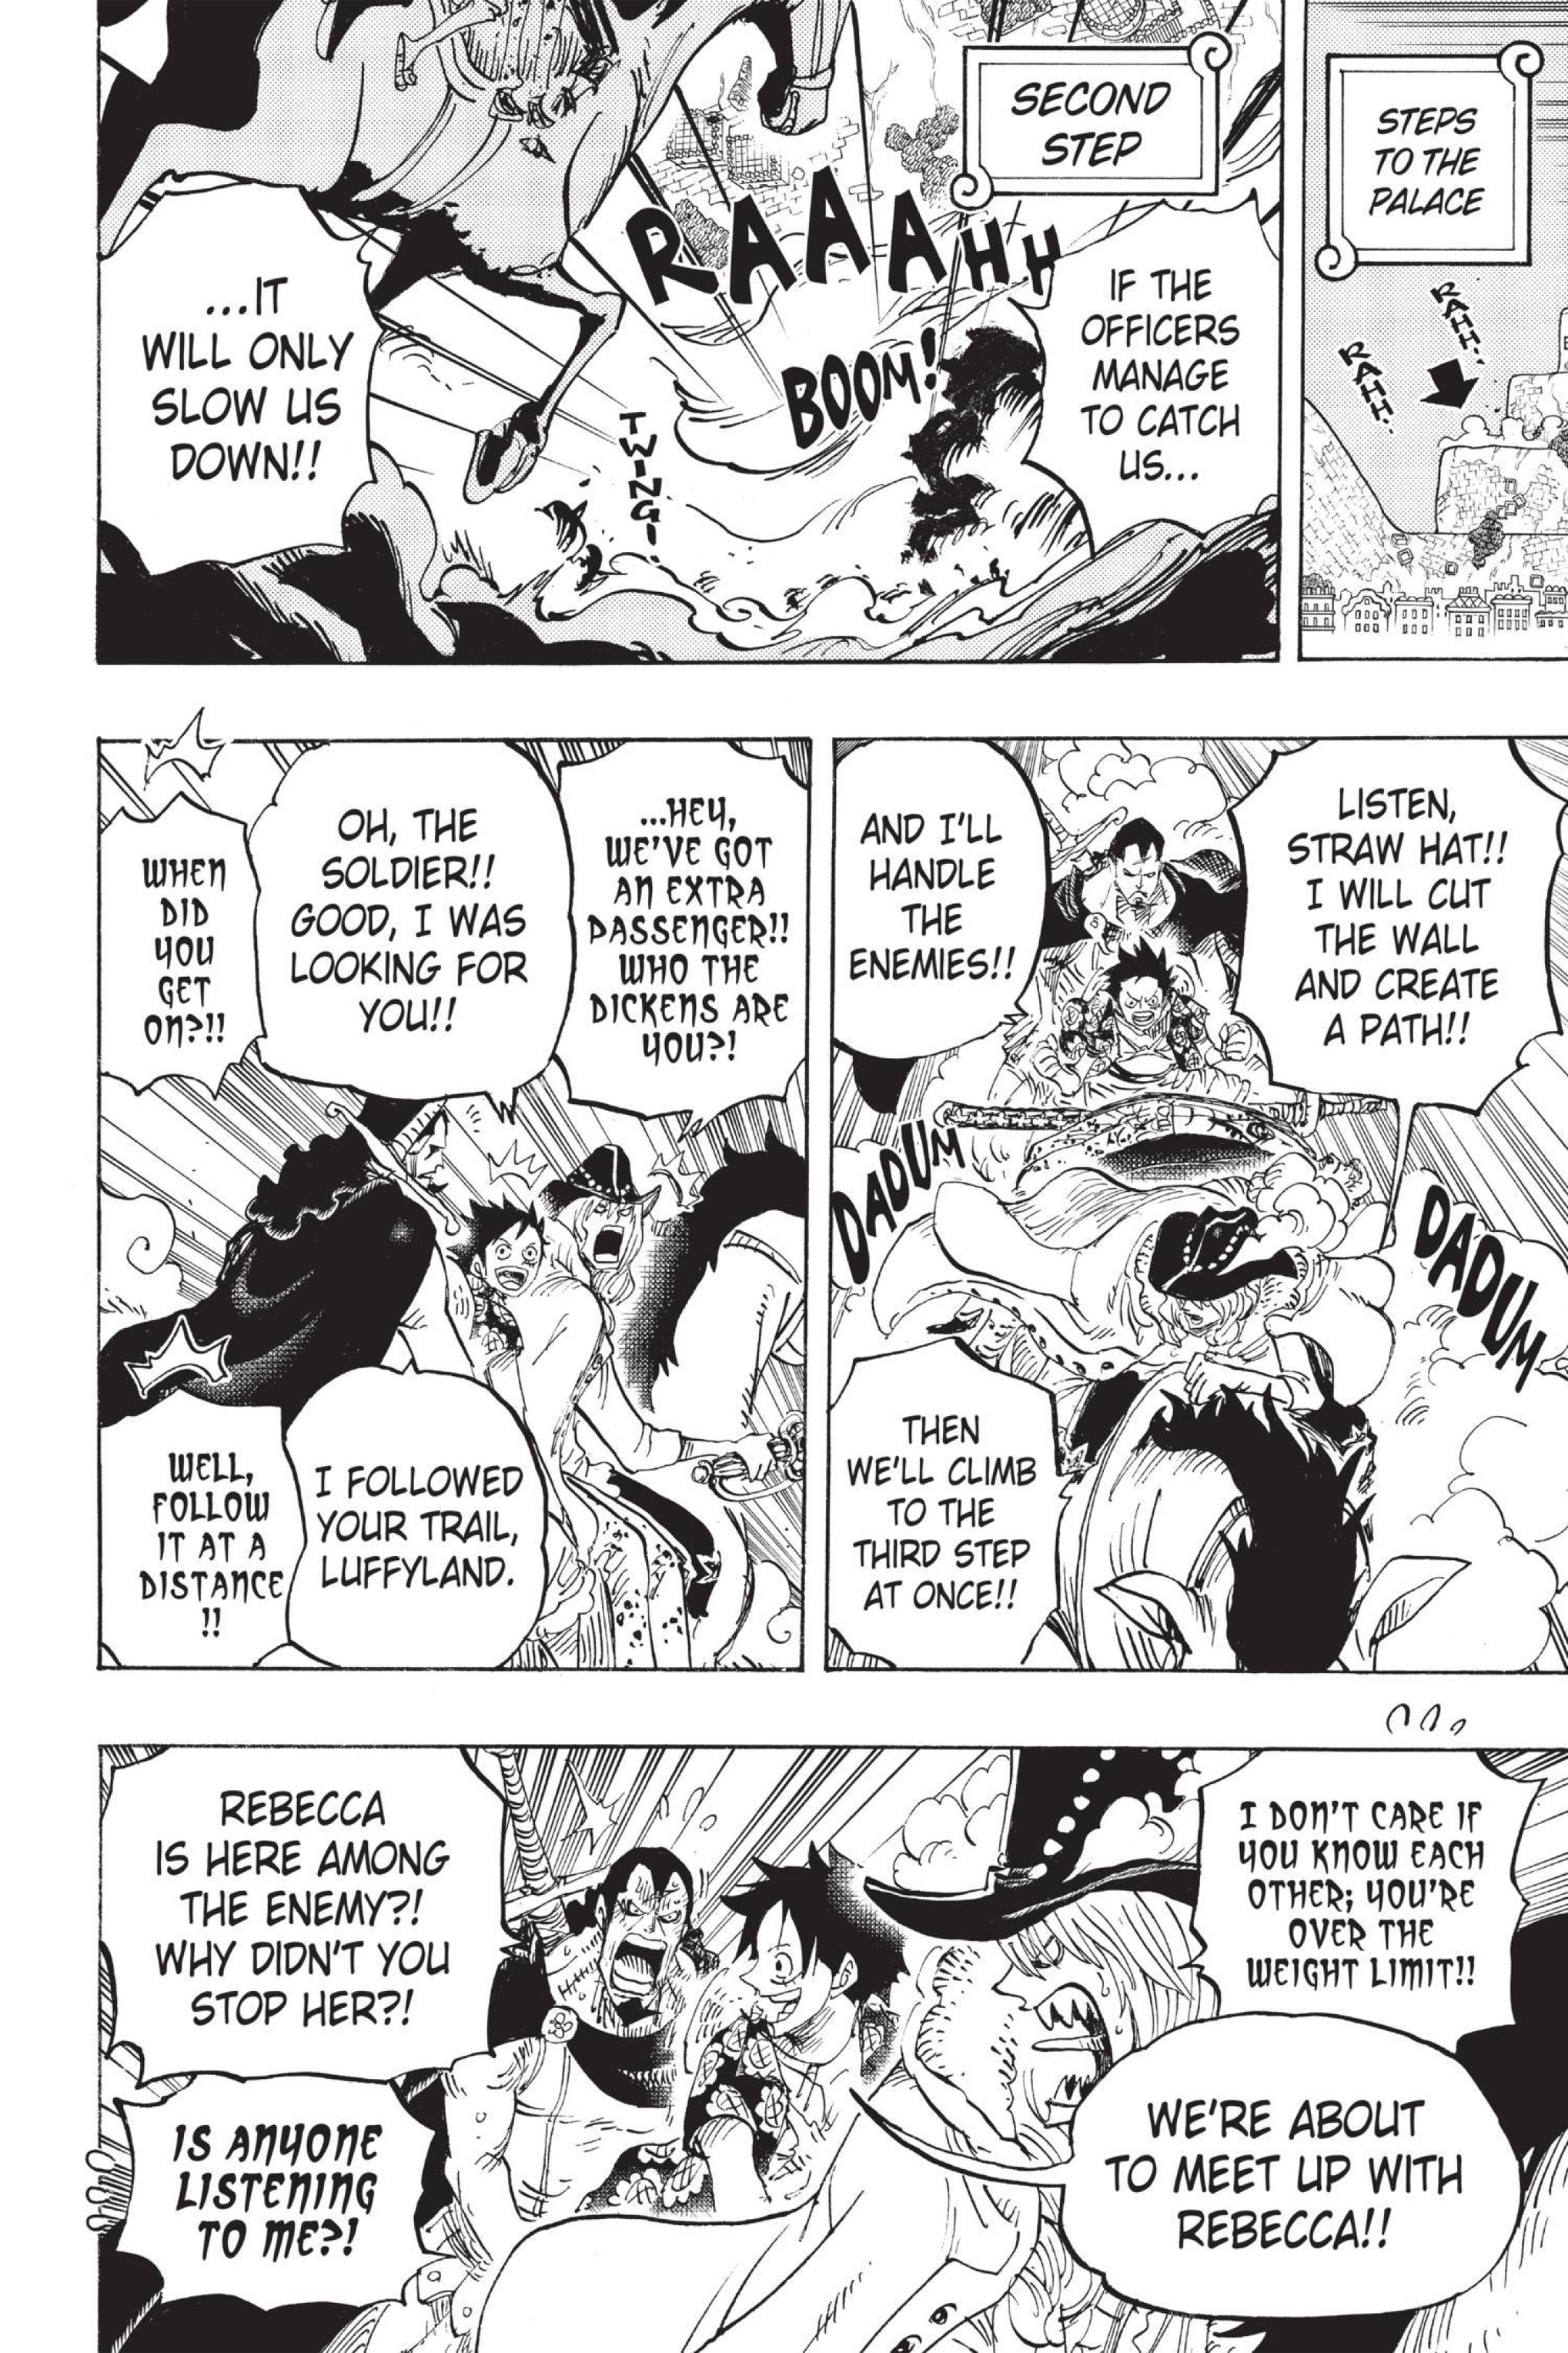 STEPS
TO THE
PALACE
RAHH!
RAHH!
SECOND
STEP
IF THE
OFFICERS
MANAGE
TO CATCH
US...
RAAAHH
BOOM!
TWING!
...IT
WILL ONLY
SLOW US
DOWN!!
LISTEN,
STRAW HAT!!
I WILL CUT
THE WALL
AND CREATE
A PATH!!
AND I'LL
HANDLE
THE
ENEMIES!!
DADUM
DADUM
THEN
WE'LL CLIMB
TO THE
THIRD STEP
AT ONCE!!
...HEY,
WE'VE GOT
AN EXTRA
PASSENGER!!
WHO THE
DICKENS ARE
YOU?!
OH, THE
SOLDIER!!
GOOD, I WAS
LOOKING FOR
YOU!!
WHEN
DID
YOU
GET
ON?!!
I FOLLOWED
YOUR TRAIL,
LUFFYLAND.
WELL,
FOLLOW
IT AT A
DISTANCE
!!
I DON'T CARE IF
YOU KNOW EACH
OTHER; YOU'RE
OVER THE
WEIGHT LIMIT!!
WE'RE ABOUT
TO MEET UP WITH
REBECCA!!
REBECCA
IS HERE AMONG
THE ENEMY?!
WHY DIDN'T YOU
STOP HER?!
IS ANYONE
LISTENING
TO ME?!